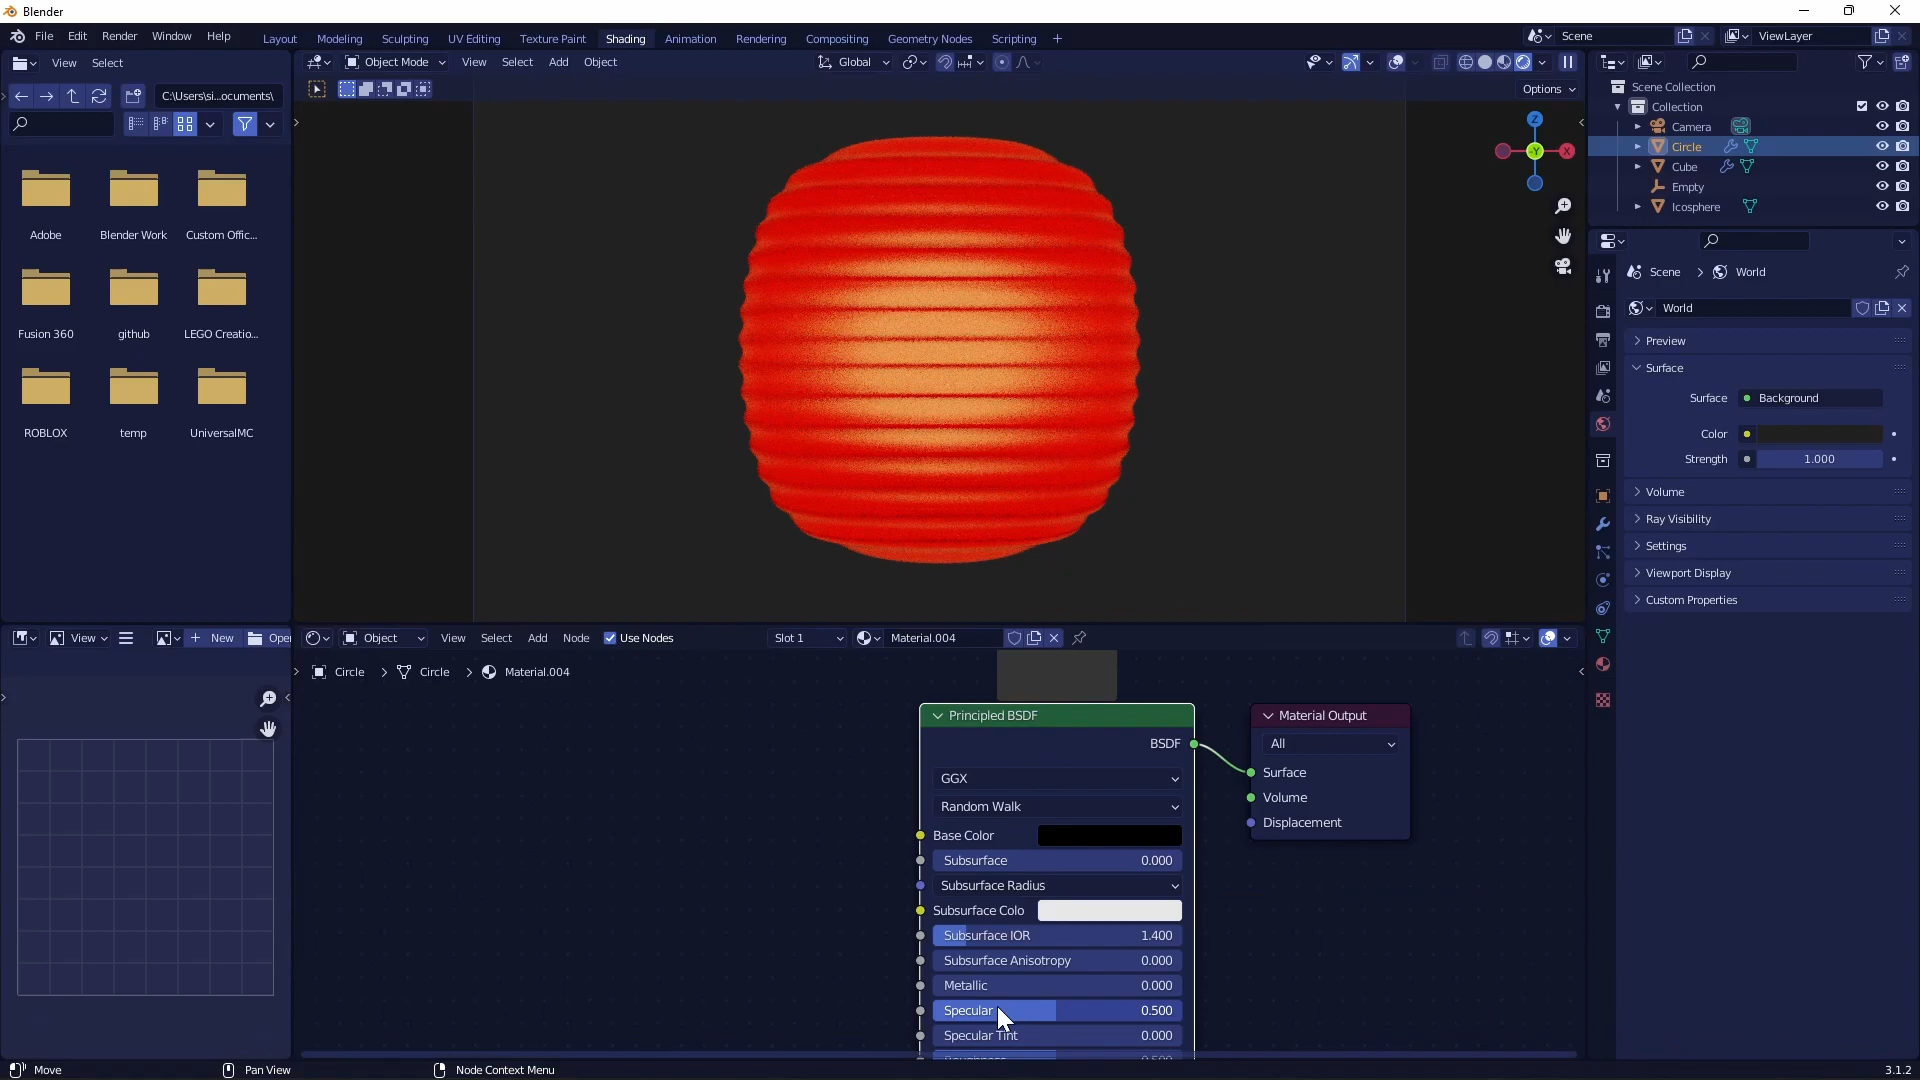 Blender
File Edit Render Window Help
Layout Modeling Sculpting UV Editing Texture Paint Shading Animation Rendering Compositing Geometry Nodes Scripting +
Scene
ViewLayer
View Select
Object Mode View Select Add Object
Global
C:\Users\si...ocuments\
Options
Scene Collection
Collection
Camera
Circle
Cube
Empty
Icosphere
Z
-Y
X
Adobe
Blender Work
Custom Offic...
Fusion 360
github
LEGO Creatio...
ROBLOX
temp
UniversalMC
Scene > World
World
Preview
Surface
Surface Background
Color
Strength 1.000
Volume
Ray Visibility
Settings
Viewport Display
Custom Properties
View
+ New
Oper
Object View Select Add Node Use Nodes
Slot 1
Material.004
Circle > Circle > Material.004
Principled BSDF
BSDF
GGX
Random Walk
Base Color
Subsurface 0.000
Subsurface Radius
Subsurface Colo
Subsurface IOR 1.400
Subsurface Anisotropy 0.000
Metallic 0.000
Specular 0.500
Specular Tint 0.000
Roughness 0.500
Material Output
All
Surface
Volume
Displacement
Move
Pan View
Node Context Menu
3.1.2